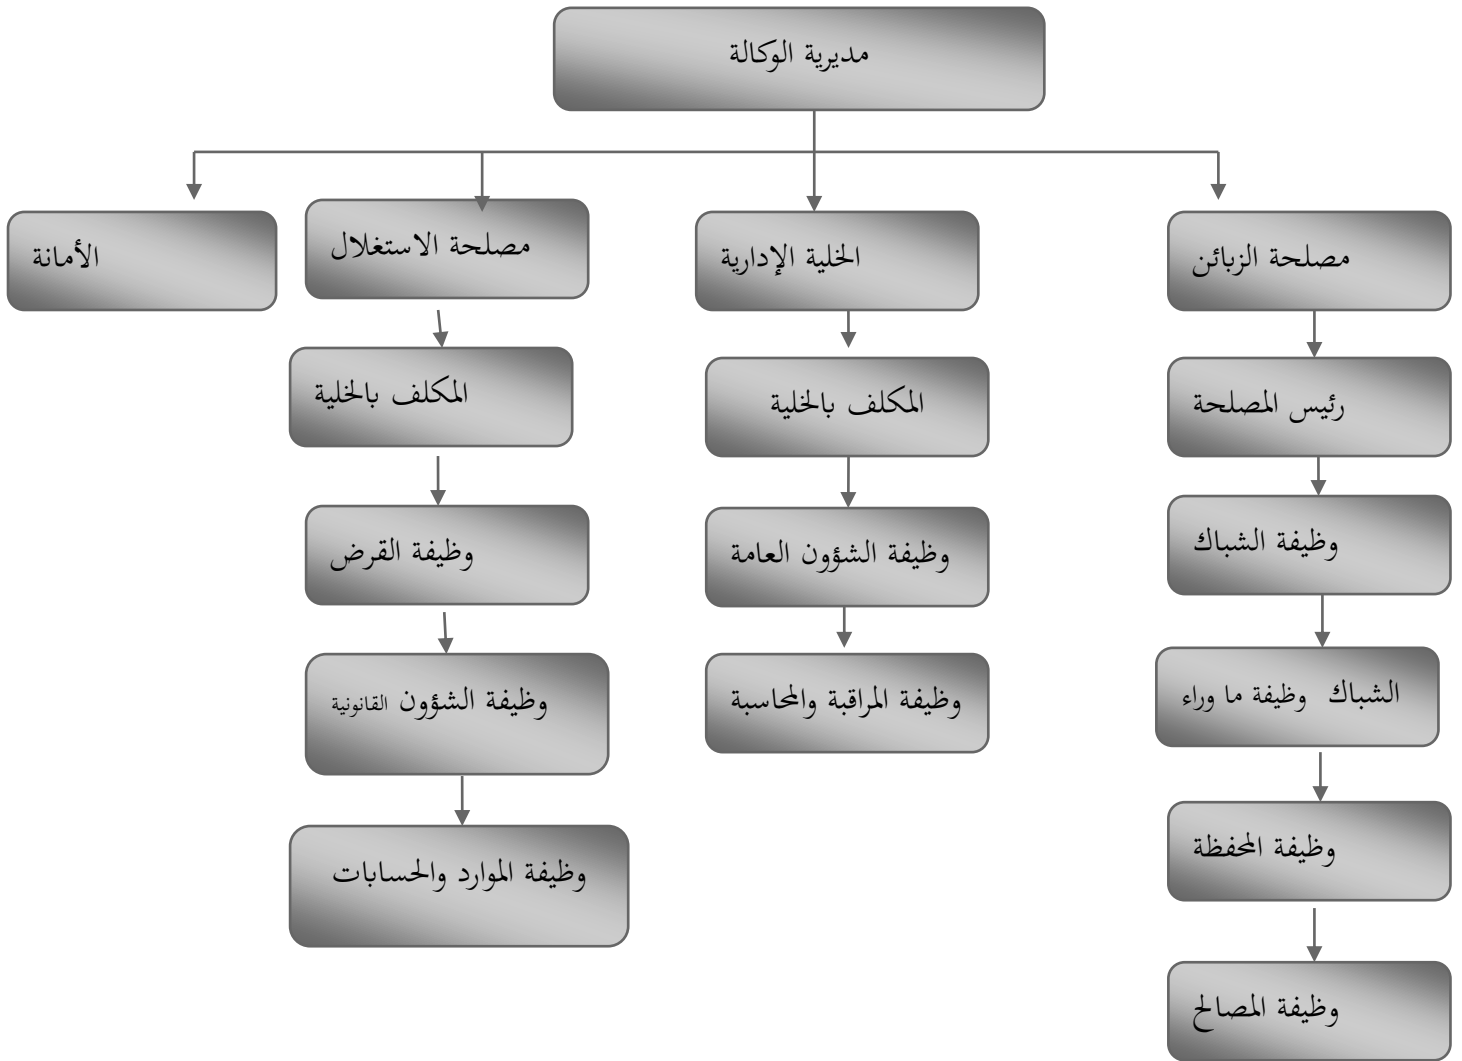 مديرية الوكالة
مصلحة الزبائن
الخلية الإدارية
مصلحة الاستغلال
الأمانة
رئيس المصلحة
المكلف بالخلية
المكلف بالخلية
وظيفة الشباك
وظيفة الشؤون العامة
وظيفة القرض
الشباك وظيفة ما وراء
وظيفة المراقبة والمحاسبة
وظيفة الشؤون القانونية
وظيفة المحفظة
وظيفة الموارد والحسابات
وظيفة المصالح